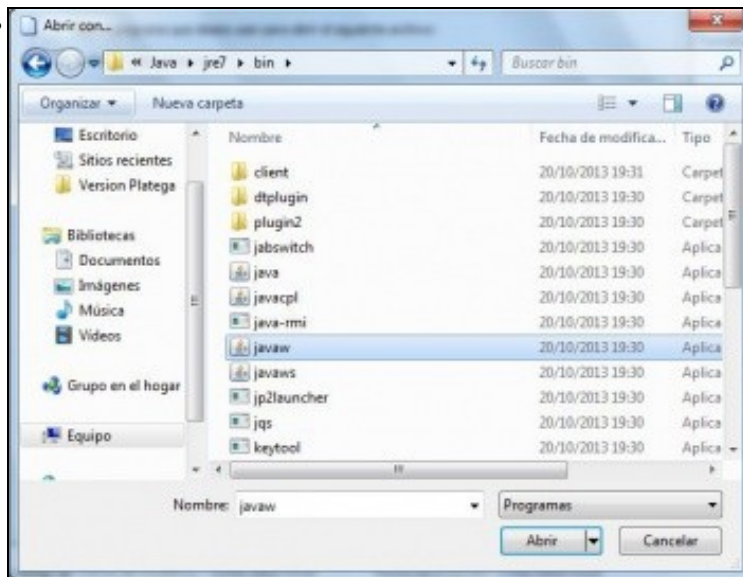 Abrir con...
« Java ▸ jre7 ▸ bin ▸
Buscar bin
Organizar
Nueva carpeta
Escritorio
Sitios recientes
Version Platega
Bibliotecas
Documentos
Imágenes
Música
Vídeos
Grupo en el hogar
Equipo
Nombre Fecha de modifica... Tipo
client 20/10/2013 19:31 Carpet
dtplugin 20/10/2013 19:30 Carpet
plugin2 20/10/2013 19:30 Carpet
jabswitch 20/10/2013 19:30 Aplica
java 20/10/2013 19:30 Aplica
javacpl 20/10/2013 19:30 Aplica
java-rmi 20/10/2013 19:30 Aplica
javaw 20/10/2013 19:30 Aplica
javaws 20/10/2013 19:30 Aplica
jp2launcher 20/10/2013 19:30 Aplica
jqs 20/10/2013 19:30 Aplica
keytool 20/10/2013 19:30 Aplica
Nombre: javaw
Programas
Abrir
Cancelar